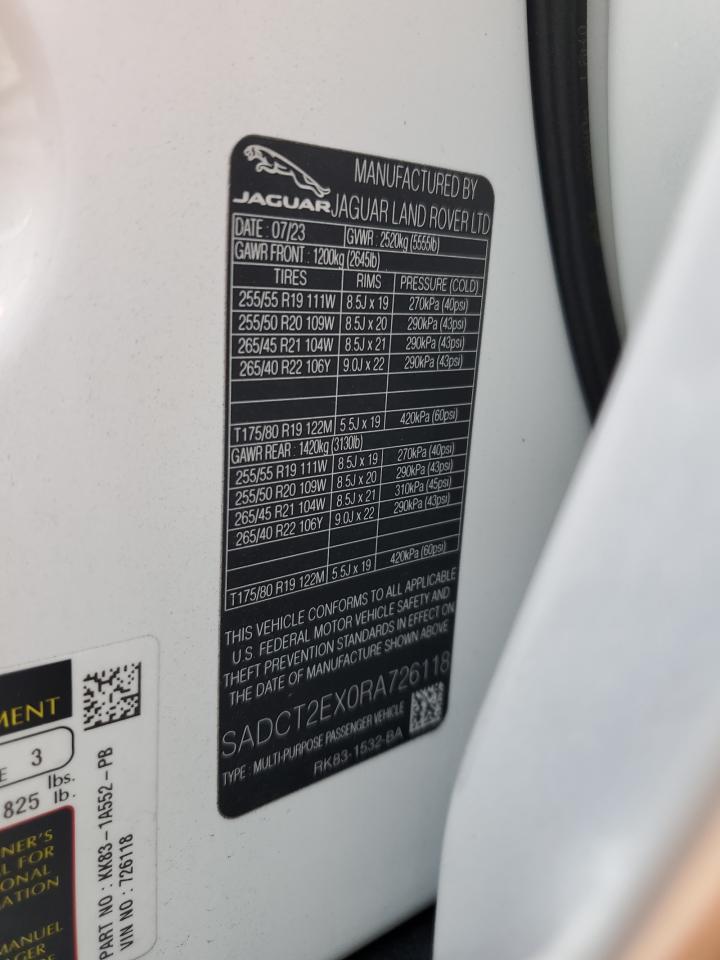 JAGUAR
MANUFACTURED BY
JAGUAR LAND ROVER LTD
DATE : 07/23 GVWR : 2520kg (5555lb)
GAWR FRONT : 1200kg (2645lb)
TIRES RIMS PRESSURE (COLD)
255/55 R19 111W 8.5J x 19 270kPa (40psi)
255/50 R20 109W 8.5J x 20 290kPa (43psi)
265/45 R21 104W 8.5J x 21 290kPa (43psi)
265/40 R22 106Y 9.0J x 22 290kPa (43psi)
T175/80 R19 122M 5.5J x 19 420kPa (60psi)
GAWR REAR : 1420kg (3130lb)
255/55 R19 111W 8.5J x 19 270kPa (40psi)
255/50 R20 109W 8.5J x 20 290kPa (43psi)
265/45 R21 104W 8.5J x 21 310kPa (45psi)
265/40 R22 106Y 9.0J x 22 290kPa (43psi)
T175/80 R19 122M 5.5J x 19 420kPa (60psi)
THIS VEHICLE CONFORMS TO ALL APPLICABLE
U.S. FEDERAL MOTOR VEHICLE SAFETY AND
THEFT PREVENTION STANDARDS IN EFFECT ON
THE DATE OF MANUFACTURE SHOWN ABOVE
SADCT2EX0RA726118
TYPE : MULTI-PURPOSE PASSENGER VEHICLE
RK83-1532-BA
MENT
E 3
lbs.
825 lb.
NER'S
L FOR
ONAL
ATION
MANUEL
GER
DE
PART NO : KK83-1A552-PB
VIN NO : 726118